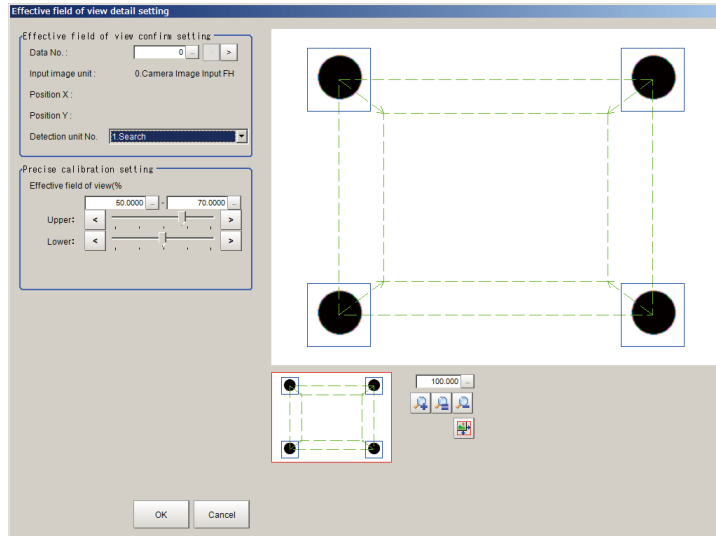 Effective field of view detail setting
Effective field of view confirm setting
Data No. : 0 ... >
Input image unit : 0.Camera Image Input FH
Position X :
Position Y :
Detection unit No. 1.Search
Precise calibration setting
Effective field of view(%
50.0000 ... - 70.0000 ...
Upper: < >
Lower: < >
100.000 ...
OK Cancel